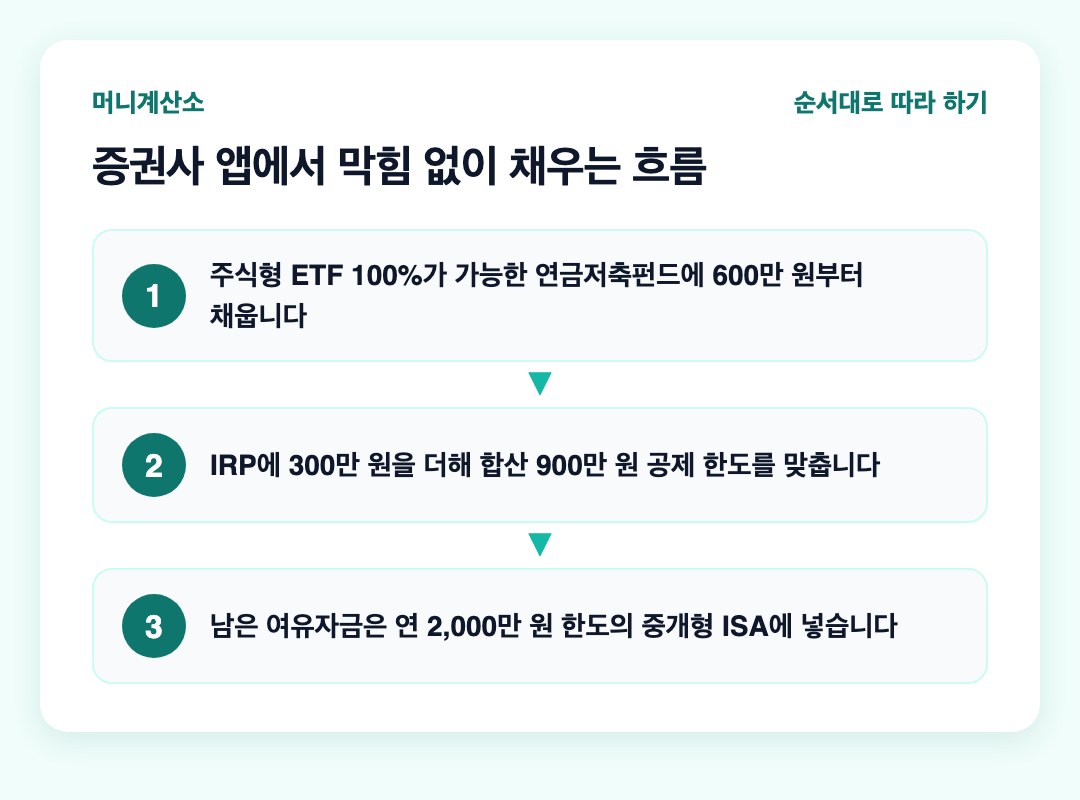 머니계산소
순서대로 따라 하기
증권사 앱에서 막힘 없이 채우는 흐름
1
주식형 ETF 100%가 가능한 연금저축펀드에 600만 원부터
채웁니다
2
IRP에 300만 원을 더해 합산 900만 원 공제 한도를 맞춥니다
3
남은 여유자금은 연 2,000만 원 한도의 중개형 ISA에 넣습니다